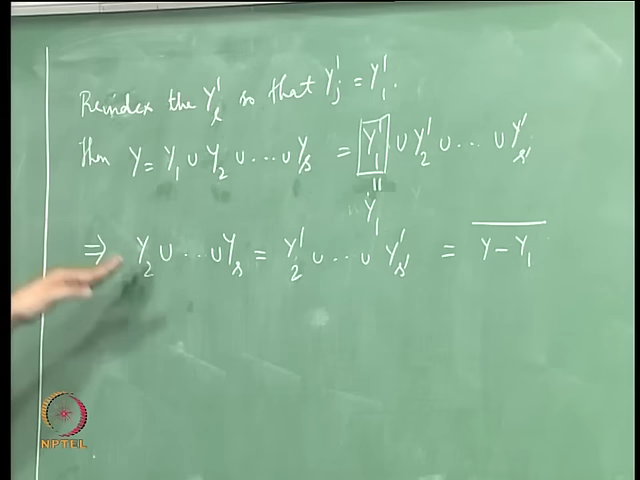 Reindex the Y'_l so that Y'_j = Y'_1.
then Y = Y_1 ∪ Y_2 ∪ ... ∪ Y_s = Y'_1 ∪ Y'_2 ∪ ... ∪ Y'_s'
||
Y_1
⇒ Y_2 ∪ ... ∪ Y_s = Y'_2 ∪ ... ∪ Y'_s' = \overline{Y - Y_1}
NPTEL